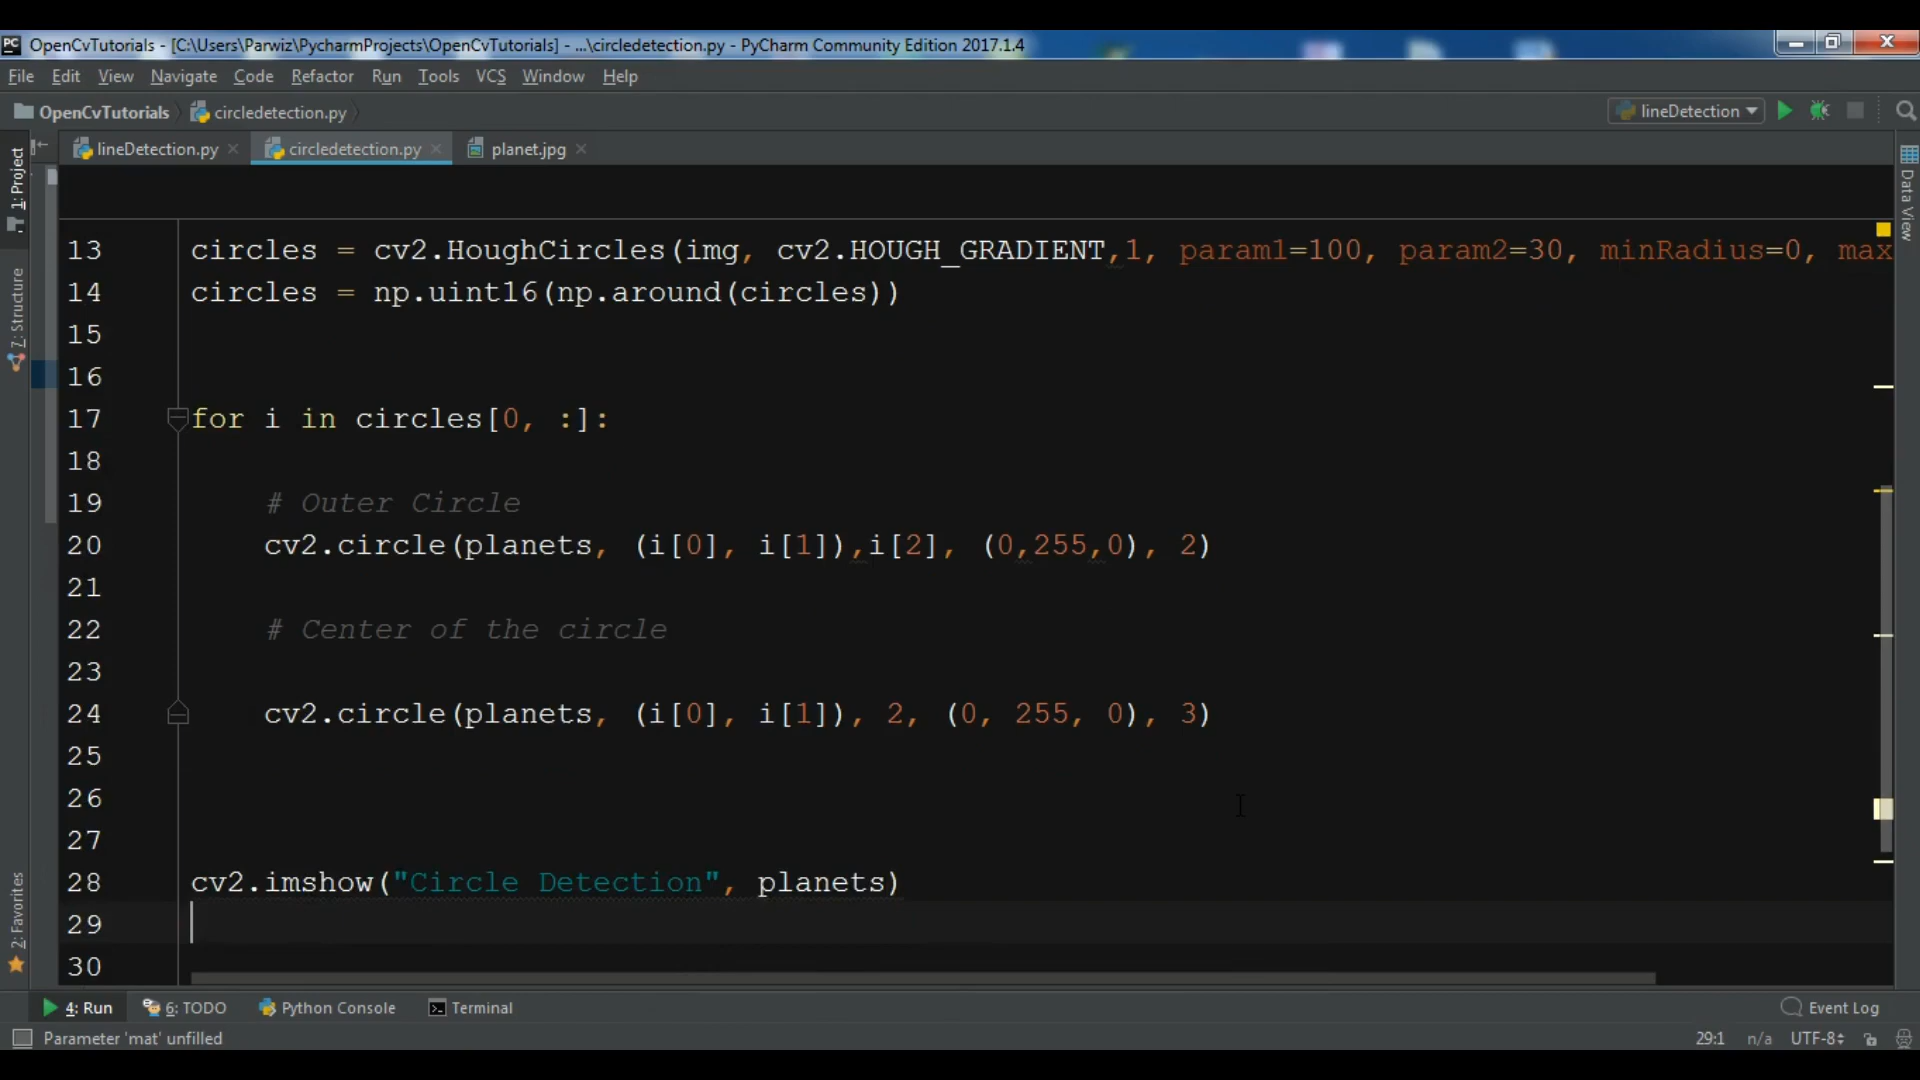 OpenCvTutorials - [C:\Users\Parwiz\PycharmProjects\OpenCvTutorials] - ...\circledetection.py - PyCharm Community Edition 2017.1.4
File Edit View Navigate Code Refactor Run Tools VCS Window Help
OpenCvTutorials circledetection.py lineDetection
lineDetection.py circledetection.py planet.jpg
1: Project
7: Structure
2: Favorites
Data View
13 circles = cv2.HoughCircles(img, cv2.HOUGH_GRADIENT,1, param1=100, param2=30, minRadius=0, max
14 circles = np.uint16(np.around(circles))
15
16
17 for i in circles[0, :]:
18
19 # Outer Circle
20 cv2.circle(planets, (i[0], i[1]),i[2], (0,255,0), 2)
21
22 # Center of the circle
23
24 cv2.circle(planets, (i[0], i[1]), 2, (0, 255, 0), 3)
25
26
27
28 cv2.imshow("Circle Detection", planets)
29
30
4: Run 6: TODO Python Console Terminal Event Log
Parameter 'mat' unfilled 29:1 n/a UTF-8